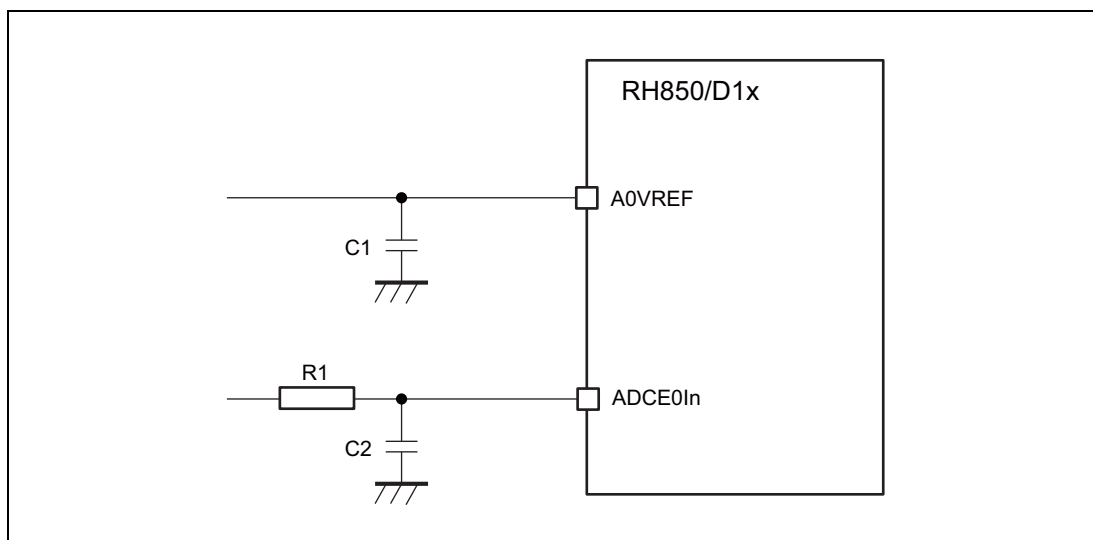 RH850/D1x
A0VREF
C1
R1
ADCE0In
C2